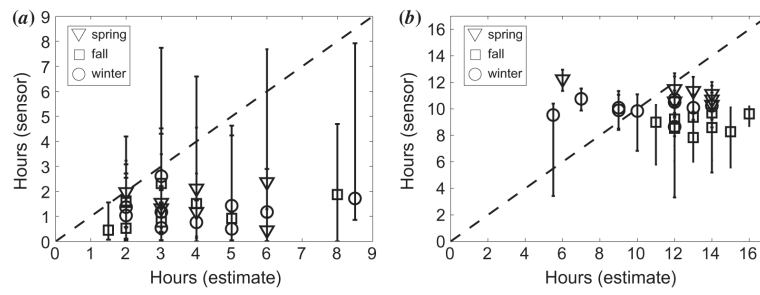 (a)
9
8
7
6
5
4
3
2
1
0
Hours (sensor)
spring
fall
winter
0 1 2 3 4 5 6 7 8 9
Hours (estimate)
(b)
16
14
12
10
8
6
4
2
0
Hours (sensor)
spring
fall
winter
0 2 4 6 8 10 12 14 16
Hours (estimate)